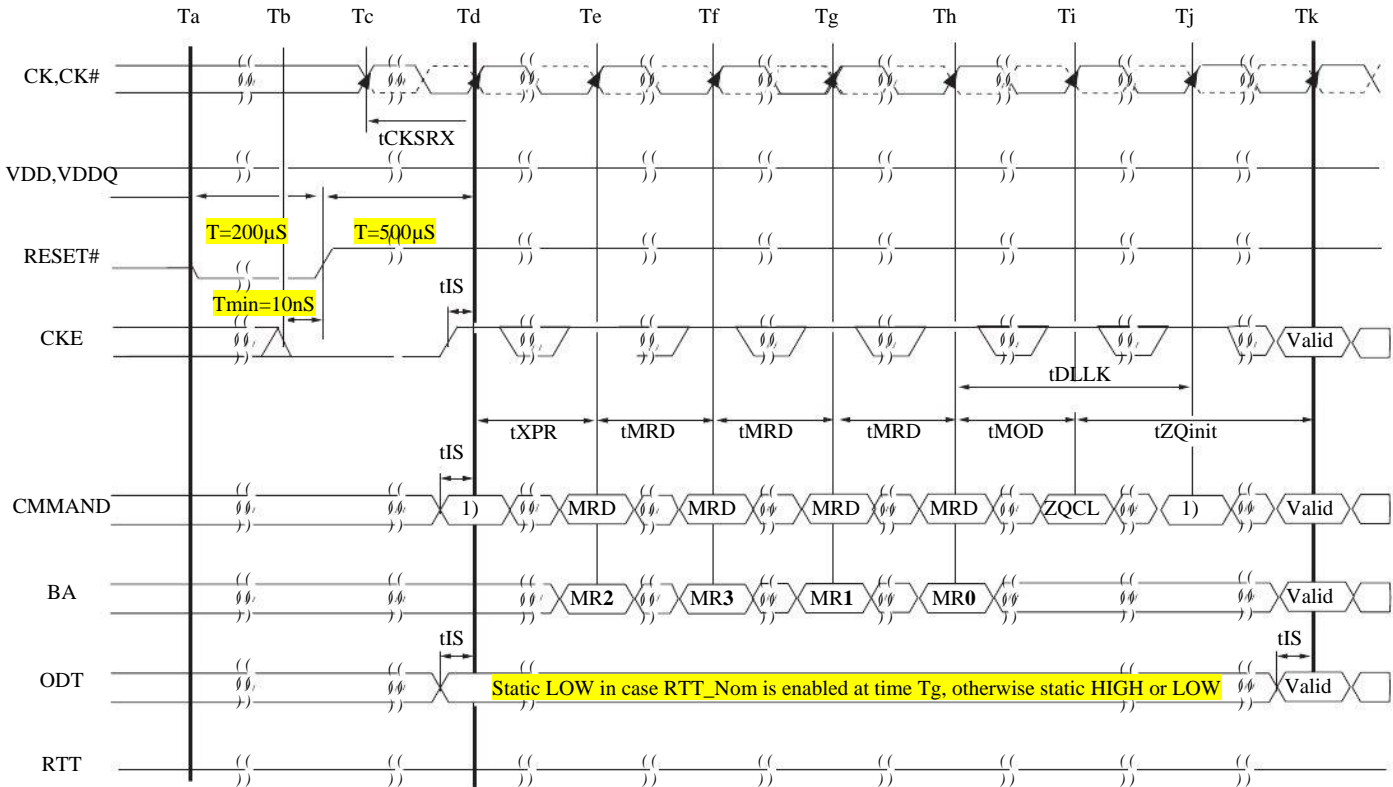 Ta Tb Tc Td Te Tf Tg Th Ti Tj Tk
CK,CK#
tCKSRX
VDD,VDDQ
T=200µS T=500µS
RESET#
Tmin=10nS tIS
CKE Valid
tDLLK
tXPR tMRD tMRD tMRD tMOD tZQinit
tIS
CMMAND 1) MRD MRD MRD MRD ZQCL 1) Valid
BA MR2 MR3 MR1 MR0 Valid
tIS tIS
ODT Static LOW in case RTT_Nom is enabled at time Tg, otherwise static HIGH or LOW Valid
RTT